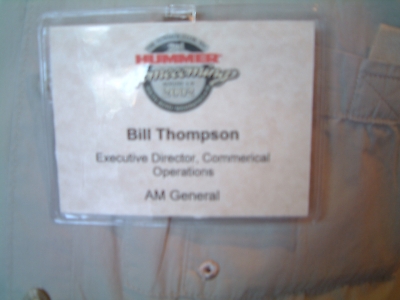 HUMMER
Bill Thompson
Executive Director, Commerical
Operations
AM General